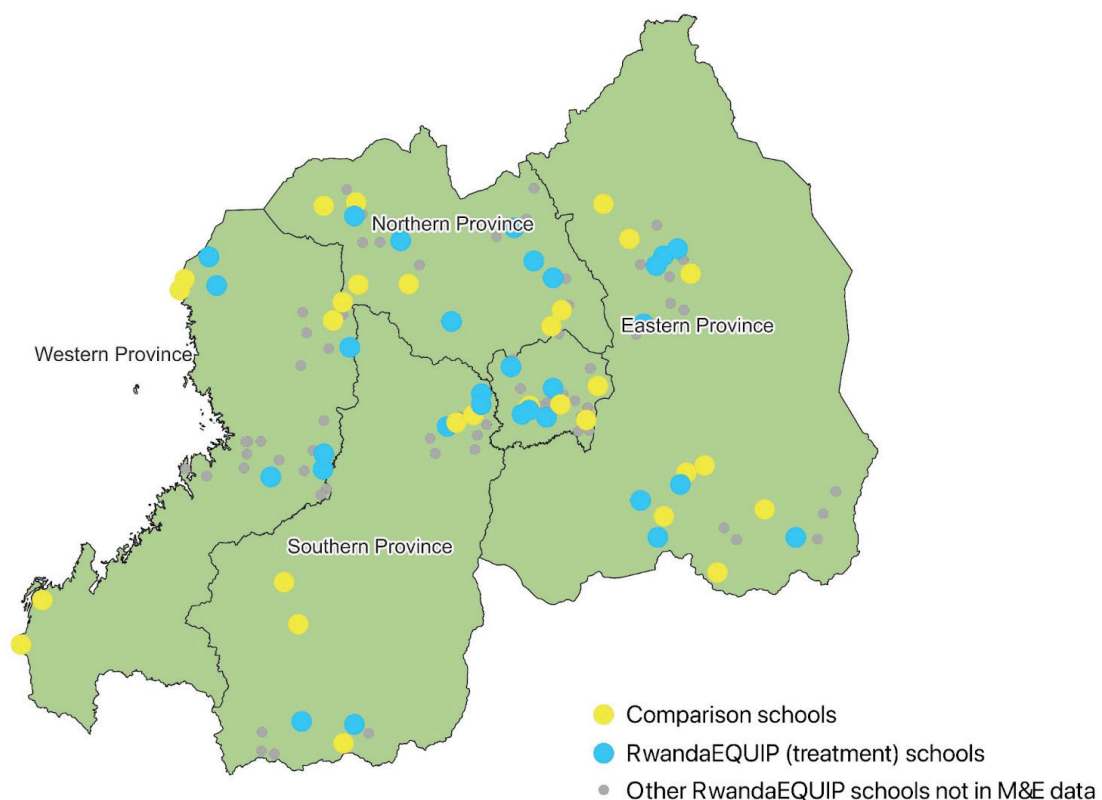 Northern Province
Eastern Province
Western Province
Southern Province
Comparison schools
RwandaEQUIP (treatment) schools
Other RwandaEQUIP schools not in M&E data